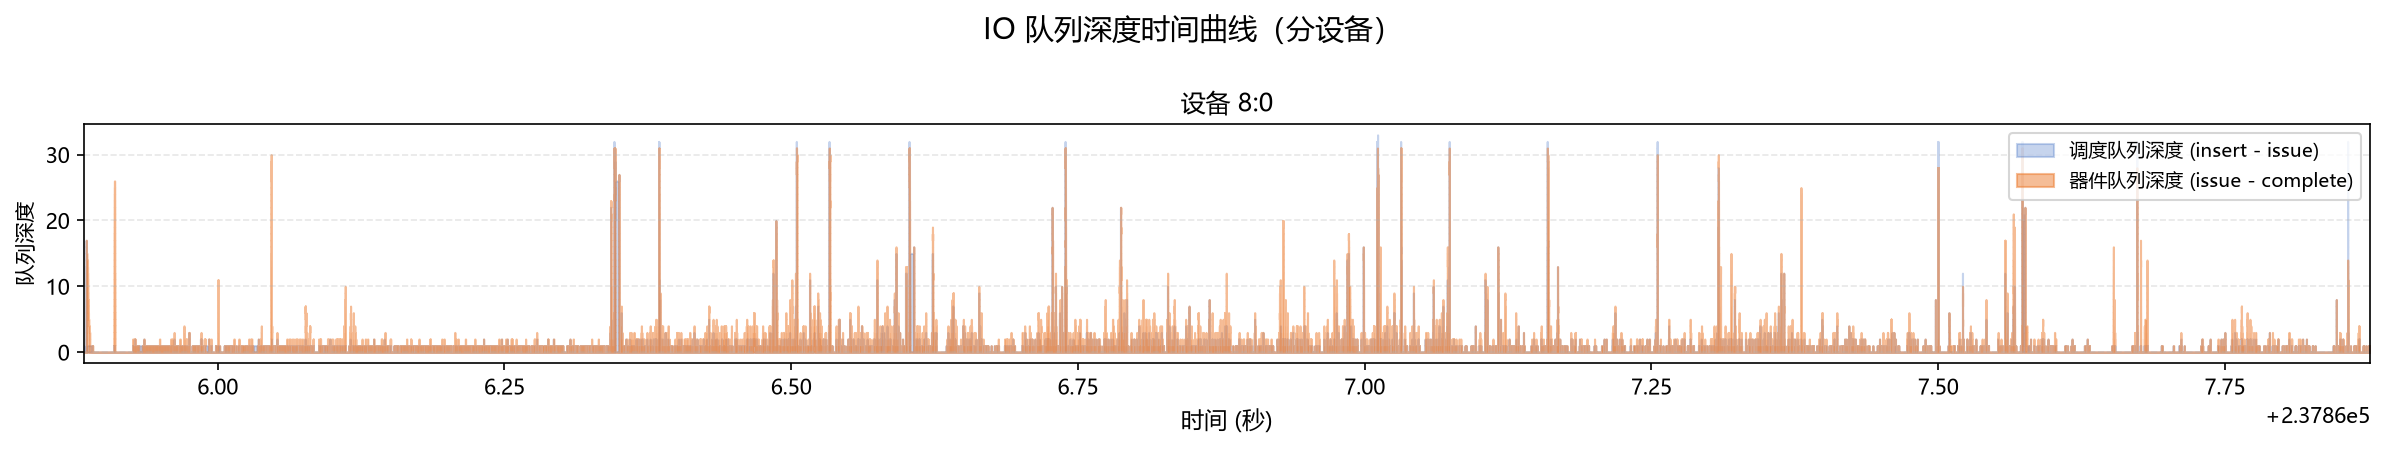 IO 队列深度时间曲线（分设备）
设备 8:0
调度队列深度 (insert - issue)
器件队列深度 (issue - complete)
队列深度
30
20
10
0
6.00 6.25 6.50 6.75 7.00 7.25 7.50 7.75
时间 (秒)
+2.3786e5